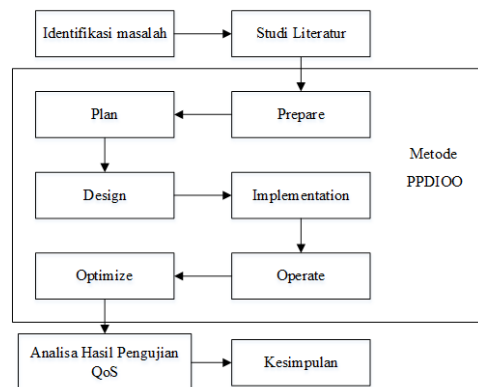 Identifikasi masalah
Studi Literatur
Plan
Prepare
Metode
PPDIOO
Design
Implementation
Optimize
Operate
Analisa Hasil Pengujian
QoS
Kesimpulan